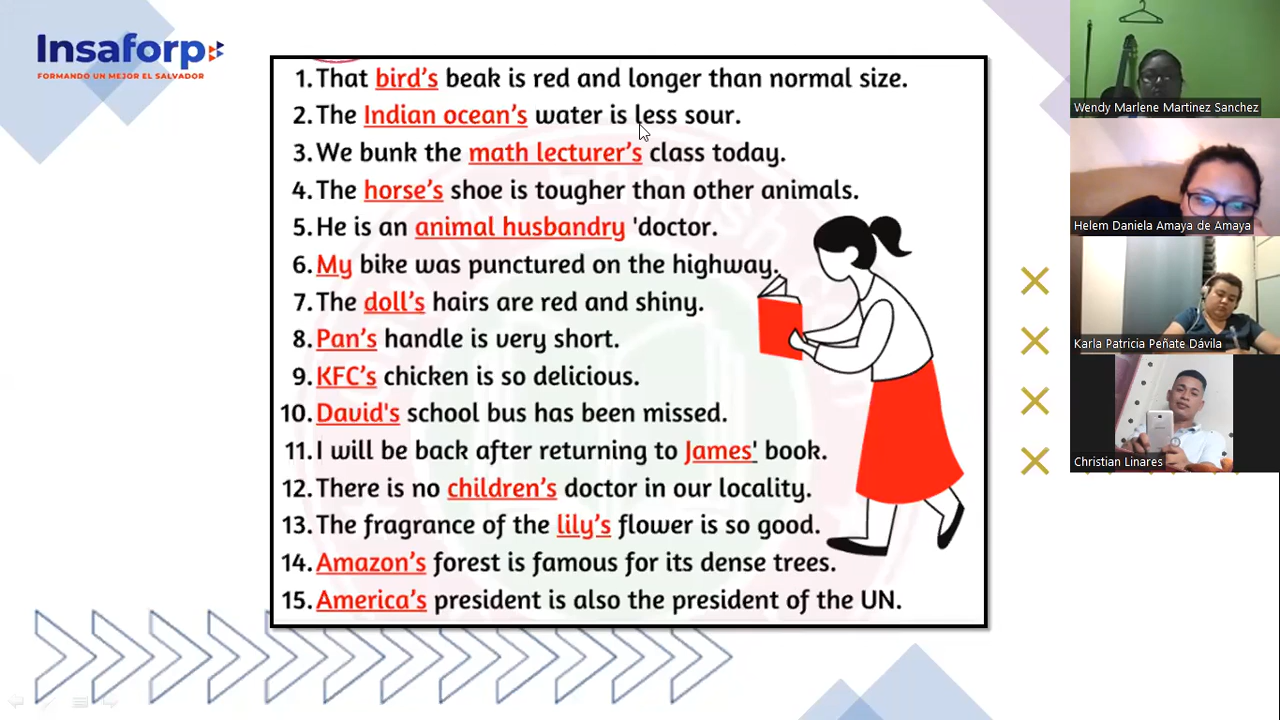 Insaforp
FORMANDO UN MEJOR EL SALVADOR
1. That bird's beak is red and longer than normal size.
2. The Indian ocean's water is less sour.
3. We bunk the math lecturer's class today.
4. The horse's shoe is tougher than other animals.
5. He is an animal husbandry 'doctor.
6. My bike was punctured on the highway.
7. The doll's hairs are red and shiny.
8. Pan's handle is very short.
9. KFC's chicken is so delicious.
10. David's school bus has been missed.
11. I will be back after returning to James' book.
12. There is no children's doctor in our locality.
13. The fragrance of the lily's flower is so good.
14. Amazon's forest is famous for its dense trees.
15. America's president is also the president of the UN.
Wendy Marlene Martinez Sanchez
Helem Daniela Amaya de Amaya
Karla Patricia Peñate Dávila
Christian Linares